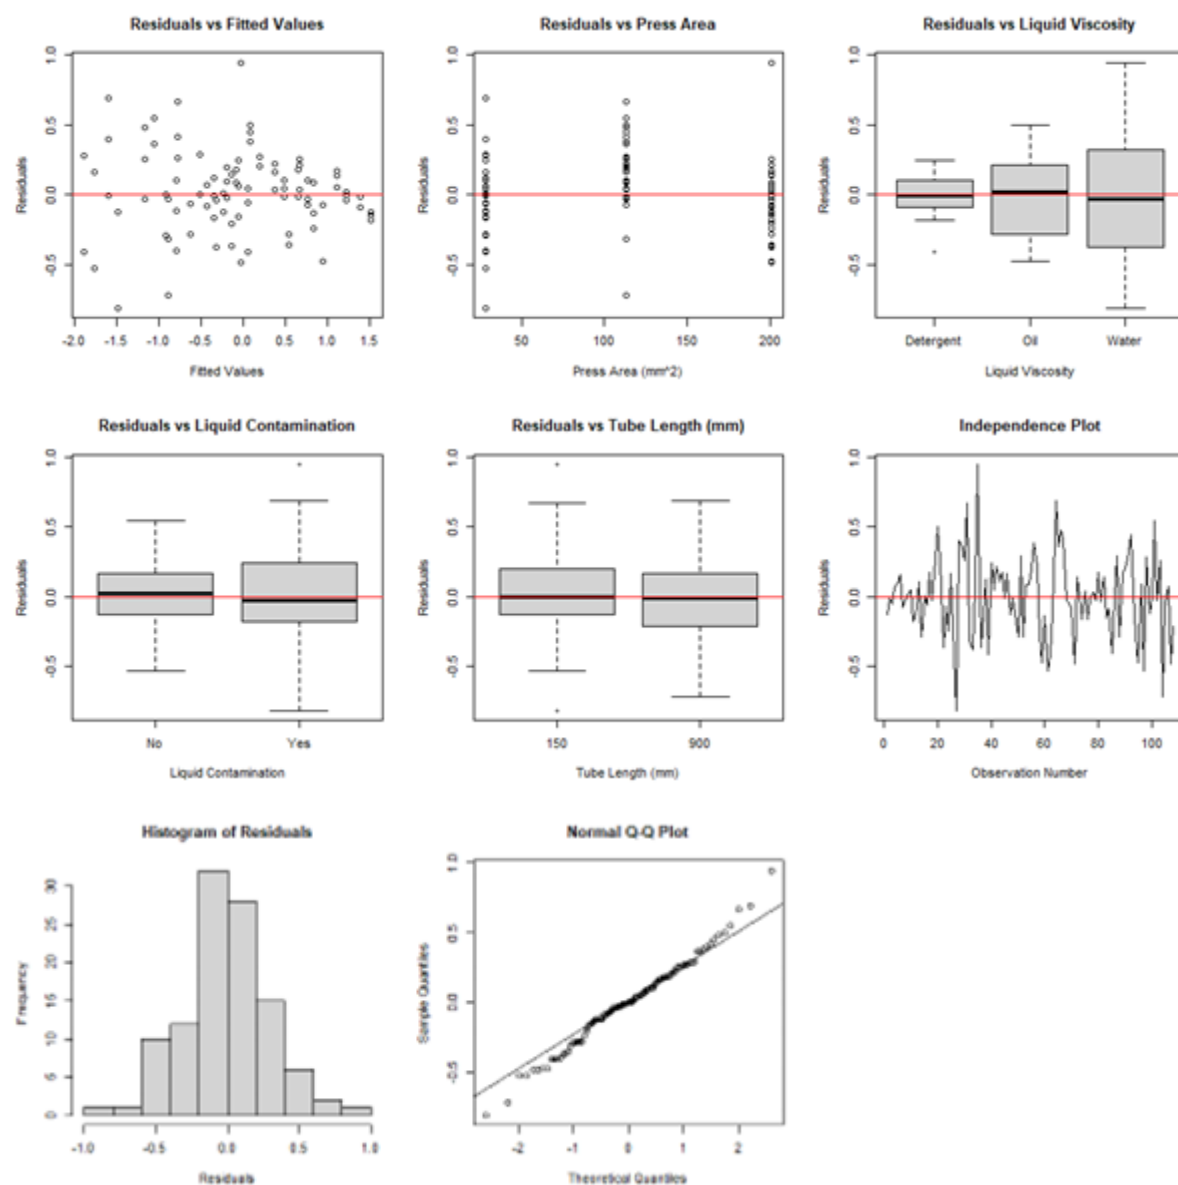 Residuals vs Fitted Values
Residuals
-0.5 0.0 0.5 1.0
-2.0 -1.5 -1.0 -0.5 0.0 0.5 1.0 1.5
Fitted Values
Residuals vs Press Area
Residuals
-0.5 0.0 0.5 1.0
50 100 150 200
Press Area (mm^2)
Residuals vs Liquid Viscosity
Residuals
-0.5 0.0 0.5 1.0
Detergent Oil Water
Liquid Viscosity
Residuals vs Liquid Contamination
Residuals
-0.5 0.0 0.5 1.0
No Yes
Liquid Contamination
Residuals vs Tube Length (mm)
Residuals
-0.5 0.0 0.5 1.0
150 900
Tube Length (mm)
Independence Plot
Residuals
-0.5 0.0 0.5 1.0
0 20 40 60 80 100
Observation Number
Histogram of Residuals
Frequency
0 5 10 15 20 25 30
-1.0 -0.5 0.0 0.5 1.0
Residuals
Normal Q-Q Plot
Sample Quantiles
-0.5 0.0 0.5 1.0
-2 -1 0 1 2
Theoretical Quantiles